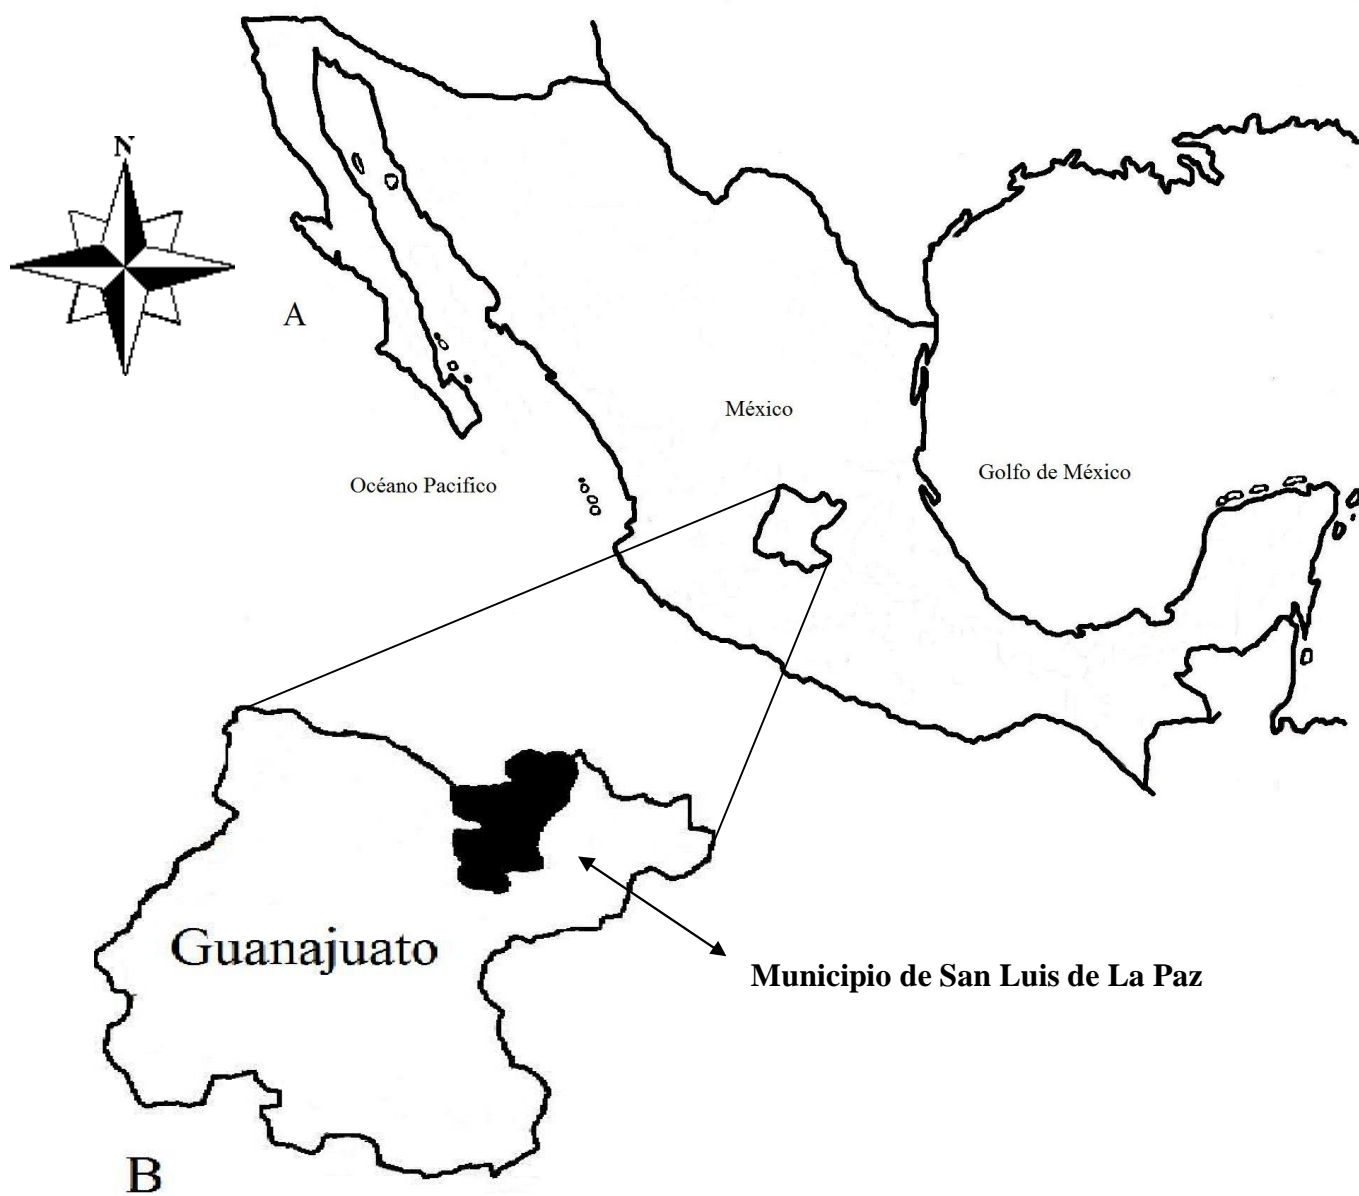 N
A
México
Golfo de México
Océano Pacifico
Guanajuato
Municipio de San Luis de La Paz
B